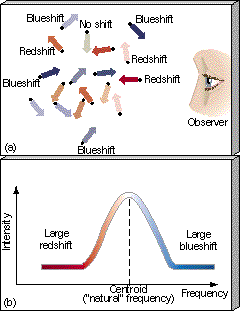 Blueshift
No shift
Blueshift
Redshift
Redshift
Blueshift
Redshift
Observer
Blueshift
(a)
Intensity
Large
redshift
Large
blueshift
Centroid
("natural" frequency)
Frequency
(b)